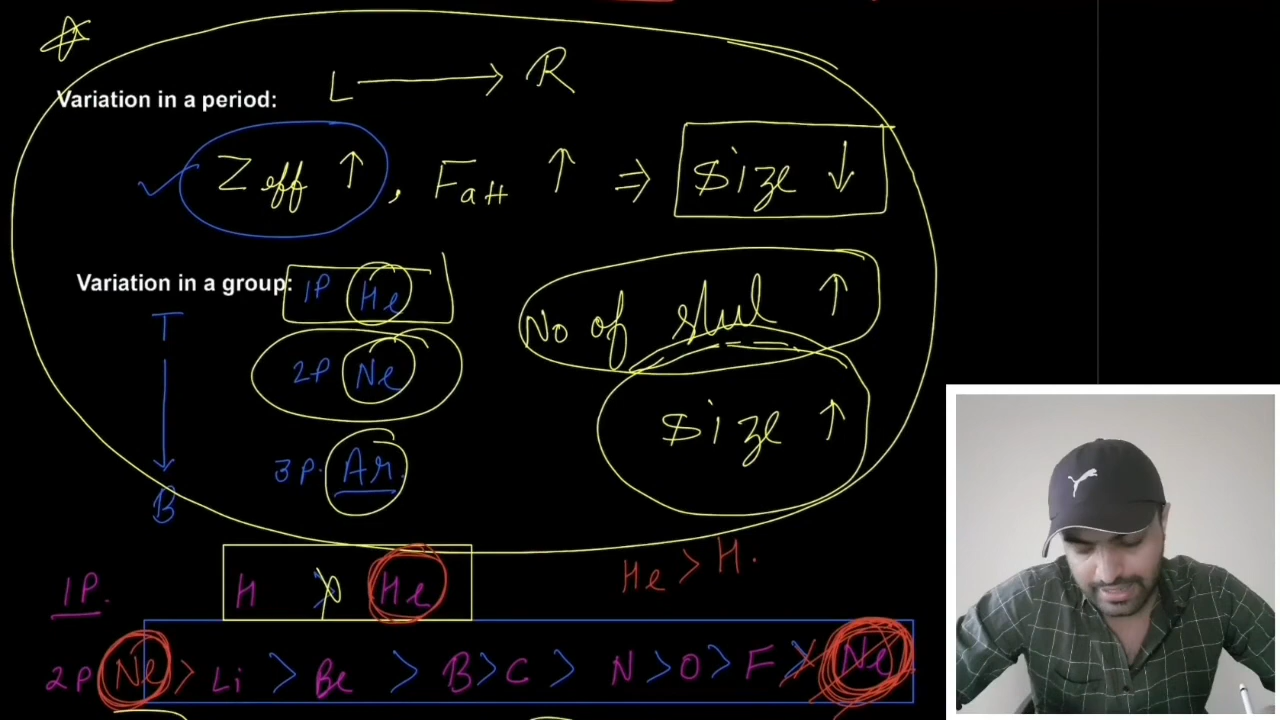 L → R
Variation in a period:
Zeff ↑ , Fatt ↑ ⇒ Size ↓
Variation in a group: 1P He
No of shel ↑
T
2P Ne
Size ↑
3P. Ar
B
1P. H > He
He > H.
2P Ne > Li > Be > B > C > N > O > F > Ne